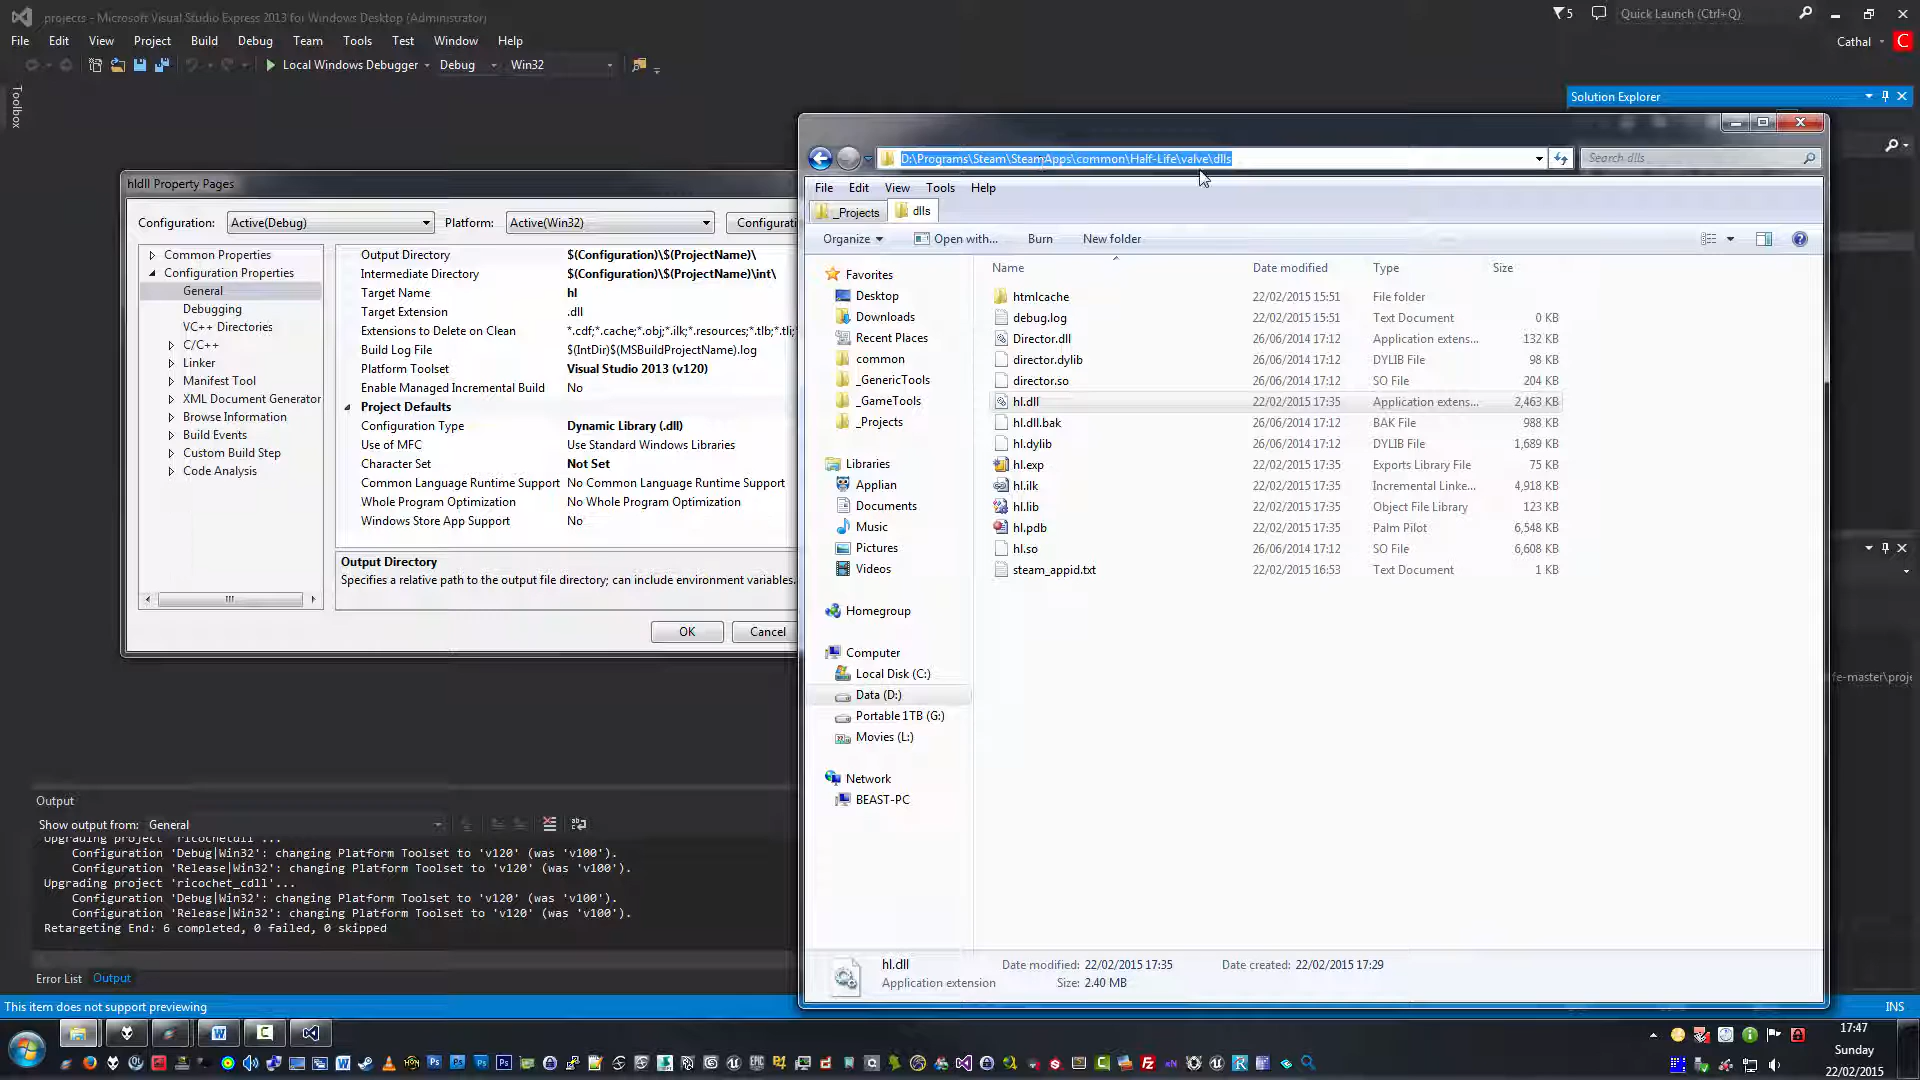 projects - Microsoft Visual Studio Express 2013 for Windows Desktop (Administrator)
5
Quick Launch (Ctrl+Q)
File Edit View Project Build Debug Team Tools Test Window Help
Cathal C
Local Windows Debugger Debug Win32
Toolbox
Solution Explorer
hldll Property Pages
Configuration: Active(Debug) Platform: Active(Win32) Configurati
Common Properties
Configuration Properties
General
Debugging
VC++ Directories
C/C++
Linker
Manifest Tool
XML Document Generator
Browse Information
Build Events
Custom Build Step
Code Analysis
Output Directory $(Configuration)\$(ProjectName)\
Intermediate Directory $(Configuration)\$(ProjectName)\int\
Target Name hl
Target Extension .dll
Extensions to Delete on Clean *.cdf;*.cache;*.obj;*.ilk;*.resources;*.tlb;*.tli;
Build Log File $(IntDir)$(MSBuildProjectName).log
Platform Toolset Visual Studio 2013 (v120)
Enable Managed Incremental Build No
Project Defaults
Configuration Type Dynamic Library (.dll)
Use of MFC Use Standard Windows Libraries
Character Set Not Set
Common Language Runtime Support No Common Language Runtime Support
Whole Program Optimization No Whole Program Optimization
Windows Store App Support No
Output Directory
Specifies a relative path to the output file directory; can include environment variables.
OK Cancel
D:\Programs\Steam\SteamApps\common\Half-Life\valve\dlls
Search dlls
File Edit View Tools Help
_Projects dlls
Organize Open with... Burn New folder
Favorites
Desktop
Downloads
Recent Places
common
_GenericTools
_GameTools
_Projects
Libraries
Applian
Documents
Music
Pictures
Videos
Homegroup
Computer
Local Disk (C:)
Data (D:)
Portable 1TB (G:)
Movies (L:)
Network
BEAST-PC
Name Date modified Type Size
htmlcache 22/02/2015 15:51 File folder
debug.log 22/02/2015 15:51 Text Document 0 KB
Director.dll 26/06/2014 17:12 Application extens... 132 KB
director.dylib 26/06/2014 17:12 DYLIB File 98 KB
director.so 26/06/2014 17:12 SO File 204 KB
hl.dll 22/02/2015 17:35 Application extens... 2,463 KB
hl.dll.bak 26/06/2014 17:12 BAK File 988 KB
hl.dylib 26/06/2014 17:12 DYLIB File 1,689 KB
hl.exp 22/02/2015 17:35 Exports Library File 75 KB
hl.ilk 22/02/2015 17:35 Incremental Linke... 4,918 KB
hl.lib 22/02/2015 17:35 Object File Library 123 KB
hl.pdb 22/02/2015 17:35 Palm Pilot 6,548 KB
hl.so 26/06/2014 17:12 SO File 6,608 KB
steam_appid.txt 22/02/2015 16:53 Text Document 1 KB
fe-master\proje
hl.dll Date modified: 22/02/2015 17:35 Date created: 22/02/2015 17:29
Application extension Size: 2.40 MB
Output
Show output from: General
Upgrading project 'ricochetdll'...
Configuration 'Debug|Win32': changing Platform Toolset to 'v120' (was 'v100').
Configuration 'Release|Win32': changing Platform Toolset to 'v120' (was 'v100').
Upgrading project 'ricochet_cdll'...
Configuration 'Debug|Win32': changing Platform Toolset to 'v120' (was 'v100').
Configuration 'Release|Win32': changing Platform Toolset to 'v120' (was 'v100').
Retargeting End: 6 completed, 0 failed, 0 skipped
Error List Output
This item does not support previewing
INS
17:47
Sunday
22/02/2015